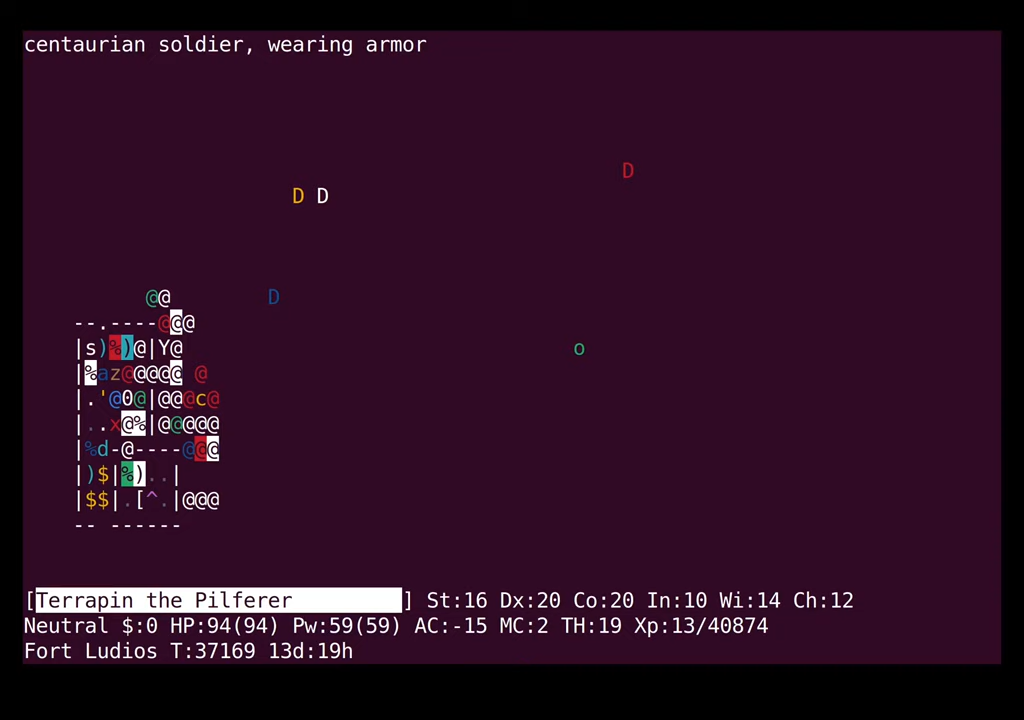 centaurian soldier, wearing armor
D
D D
@@ D
--.----@@@
|s)%)@|Y@ o
|%az@@@@@ @
|.'@0@|@@@c@
|..x@%|@@@@@
|%d-@----@@@
|)$|%)..|
|$$|.[^.|@@@
-- ------
[Terrapin the Pilferer ] St:16 Dx:20 Co:20 In:10 Wi:14 Ch:12
Neutral $:0 HP:94(94) Pw:59(59) AC:-15 MC:2 TH:19 Xp:13/40874
Fort Ludios T:37169 13d:19h